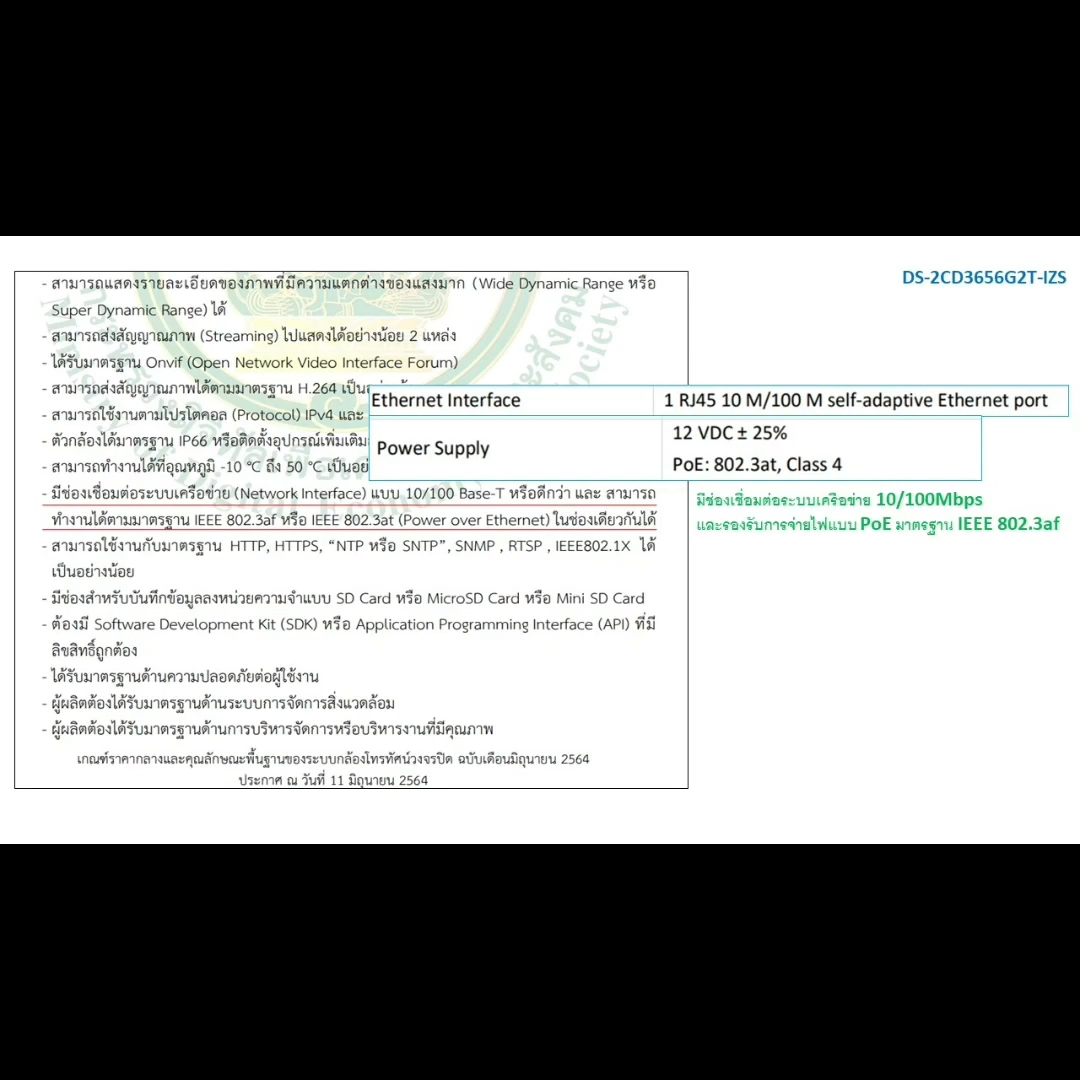 DS-2CD3656G2T-IZS
- สามารถแสดงรายละเอียดของภาพที่มีความแตกต่างของแสงมาก (Wide Dynamic Range หรือ
Super Dynamic Range) ได้
- สามารถส่งสัญญาณภาพ (Streaming) ไปแสดงได้อย่างน้อย 2 แหล่ง
- ได้รับมาตรฐาน Onvif (Open Network Video Interface Forum)
- สามารถส่งสัญญาณภาพได้ตามมาตรฐาน H.264 เป็น
- สามารถใช้งานตามโปรโตคอล (Protocol) IPv4 และ
- ตัวกล้องได้มาตรฐาน IP66 หรือติดตั้งอุปกรณ์เพิ่มเติม
- สามารถทำงานได้ที่อุณหภูมิ -10 °C ถึง 50 °C เป็นอย่
Ethernet Interface 1 RJ45 10 M/100 M self-adaptive Ethernet port
Power Supply 12 VDC ± 25%
PoE: 802.3at, Class 4
- มีช่องเชื่อมต่อระบบเครือข่าย (Network Interface) แบบ 10/100 Base-T หรือดีกว่า และ สามารถ
ทำงานได้ตามมาตรฐาน IEEE 802.3af หรือ IEEE 802.3at (Power over Ethernet) ในช่องเดียวกันได้
มีช่องเชื่อมต่อระบบเครือข่าย 10/100Mbps
และรองรับการจ่ายไฟแบบ PoE มาตรฐาน IEEE 802.3af
- สามารถใช้งานกับมาตรฐาน HTTP, HTTPS, “NTP หรือ SNTP”, SNMP , RTSP , IEEE802.1X ได้
เป็นอย่างน้อย
- มีช่องสำหรับบันทึกข้อมูลลงหน่วยความจำแบบ SD Card หรือ MicroSD Card หรือ Mini SD Card
- ต้องมี Software Development Kit (SDK) หรือ Application Programming Interface (API) ที่มี
ลิขสิทธิ์ถูกต้อง
- ได้รับมาตรฐานด้านความปลอดภัยต่อผู้ใช้งาน
- ผู้ผลิตต้องได้รับมาตรฐานด้านระบบการจัดการสิ่งแวดล้อม
- ผู้ผลิตต้องได้รับมาตรฐานด้านการบริหารจัดการหรือบริหารงานที่มีคุณภาพ
เกณฑ์ราคากลางและคุณลักษณะพื้นฐานของระบบกล้องโทรทัศน์วงจรปิด ฉบับเดือนมิถุนายน 2564
ประกาศ ณ วันที่ 11 มิถุนายน 2564